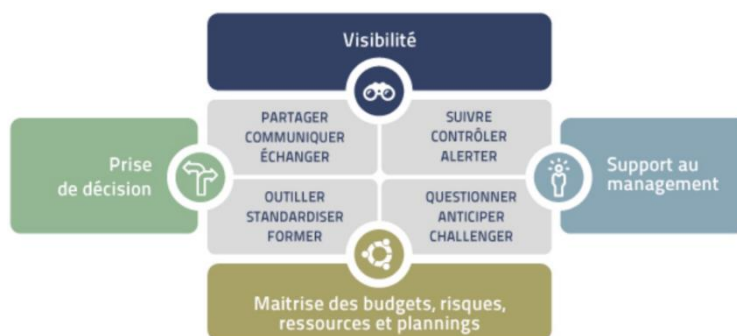 Visibilité
PARTAGER
COMMUNIQUER
ÉCHANGER
SUIVRE
CONTRÔLER
ALERTER
Prise
de décision
Support au
management
OUTILLER
STANDARDISER
FORMER
QUESTIONNER
ANTICIPER
CHALLENGER
Maitrise des budgets, risques,
ressources et plannings